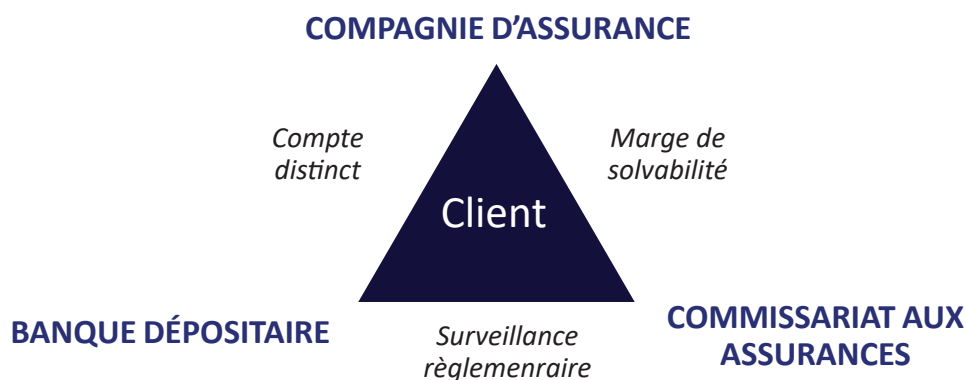 COMPAGNIE D’ASSURANCE
Compte
distinct
Marge de
solvabilité
Client
BANQUE DÉPOSITAIRE
Surveillance
règlemenraire
COMMISSARIAT AUX
ASSURANCES